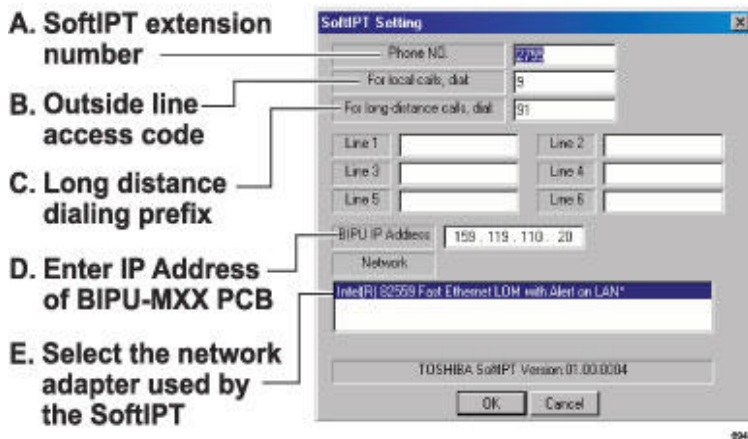 A. SoftIPT extension
number
B. Outside line
access code
C. Long distance
dialing prefix
D. Enter IP Address
of BIPU-MXX PCB
E. Select the network
adapter used by
the SoftIPT
SoftIPT Setting
Phone NO.
For local calls, dial: 9
For long-distance calls, dial: 91
Line 1 Line 2
Line 3 Line 4
Line 5 Line 6
BIPU IP Address 159 . 119 . 110 . 20
Network
Intel(R) 82559 Fast Ethernet LOM with Alert on LAN*
TOSHIBA SoftIPT Version: 01.00.0004
OK Cancel